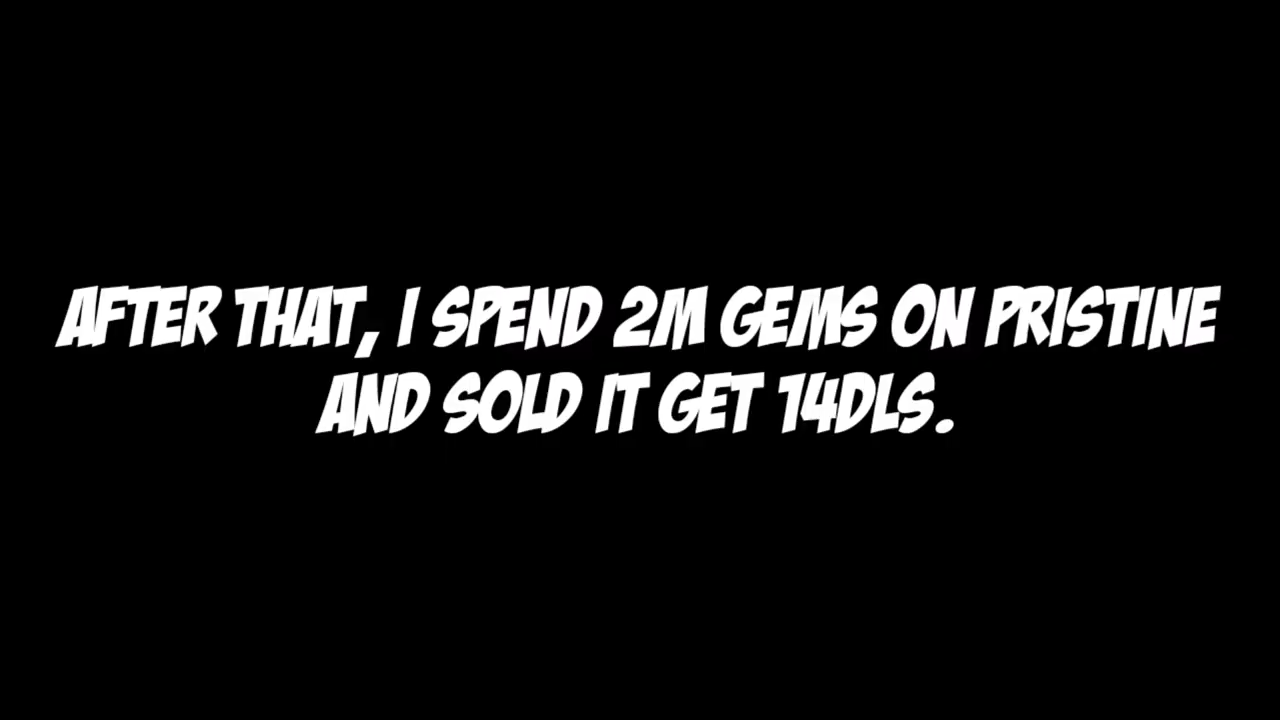 AFTER THAT, I SPEND 2M GEMS ON PRISTINE
AND SOLD IT GET 14DLS.